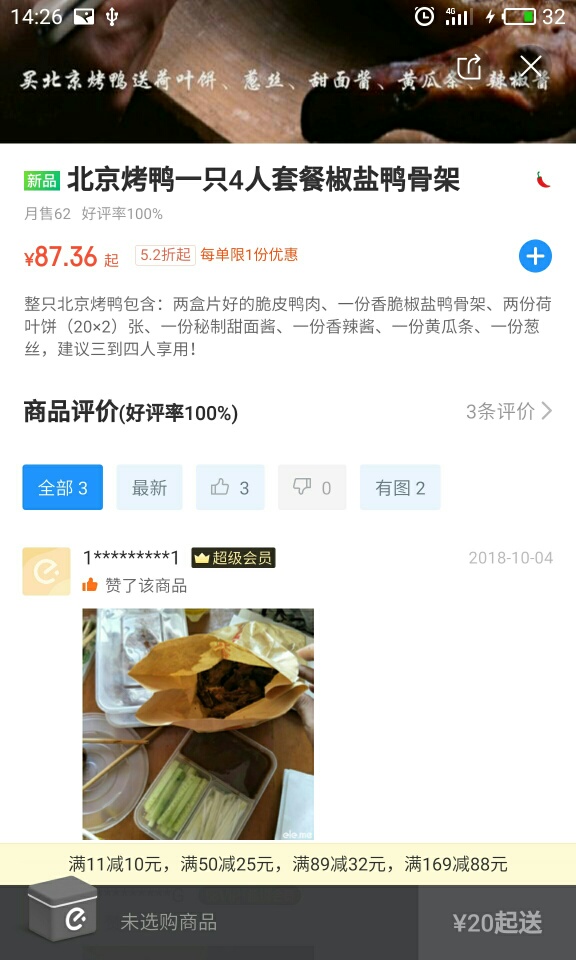 14:26
4G
32
买北京烤鸭送荷叶饼、葱丝、甜面酱、黄瓜条、辣椒酱
新品 北京烤鸭一只4人套餐椒盐鸭骨架
月售62 好评率100%
¥87.36 起 5.2折起 每单限1份优惠
整只北京烤鸭包含：两盒片好的脆皮鸭肉、一份香脆椒盐鸭骨架、两份荷
叶饼（20×2）张、一份秘制甜面酱、一份香辣酱、一份黄瓜条、一份葱
丝，建议三到四人享用！
商品评价(好评率100%) 3条评价
全部 3 最新 3 0 有图 2
1*********1 超级会员 2018-10-04
赞了该商品
ele.me
满11减10元，满50减25元，满89减32元，满169减88元
未选购商品 ¥20起送